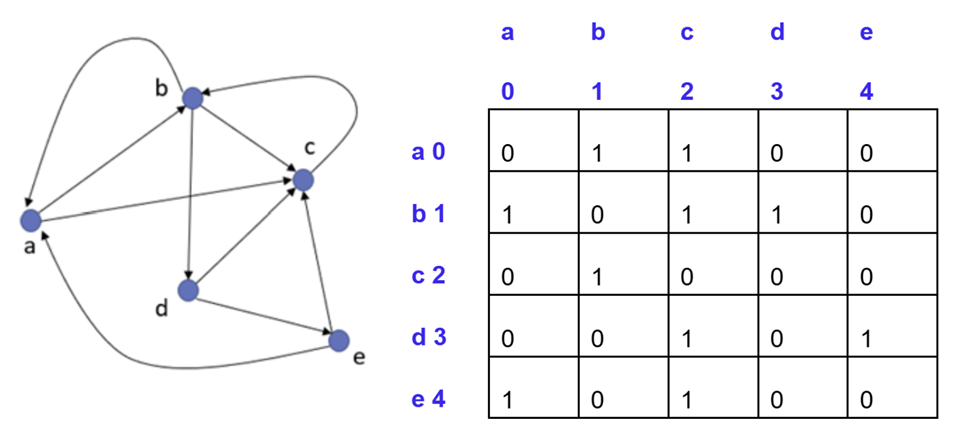 b
c
a
d
e
a b c d e
0 1 2 3 4
a 0 0 1 1 0 0
b 1 1 0 1 1 0
c 2 0 1 0 0 0
d 3 0 0 1 0 1
e 4 1 0 1 0 0